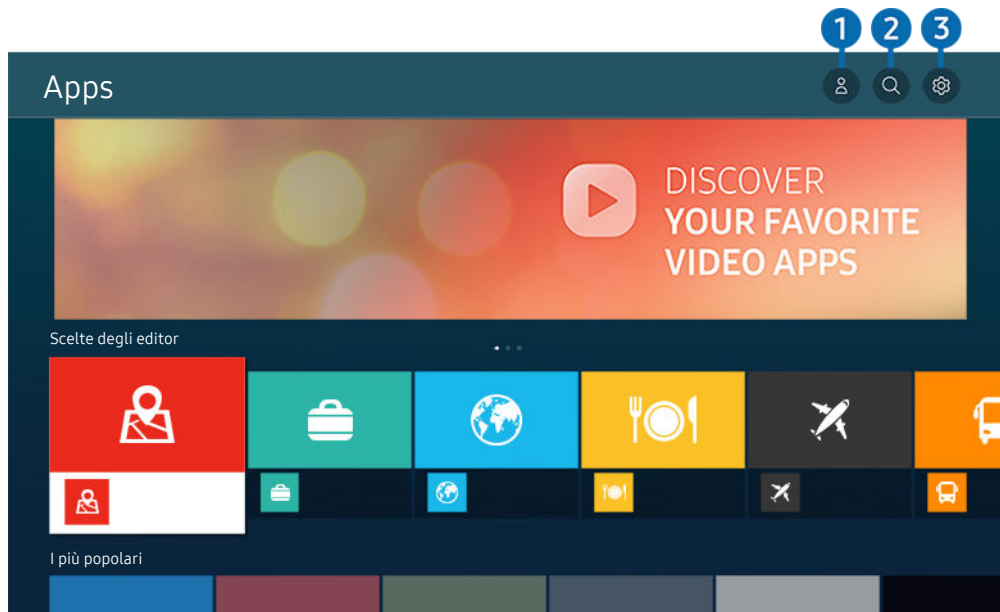 1 2 3
Apps
DISCOVER
YOUR FAVORITE
VIDEO APPS
Scelte degli editor
I più popolari